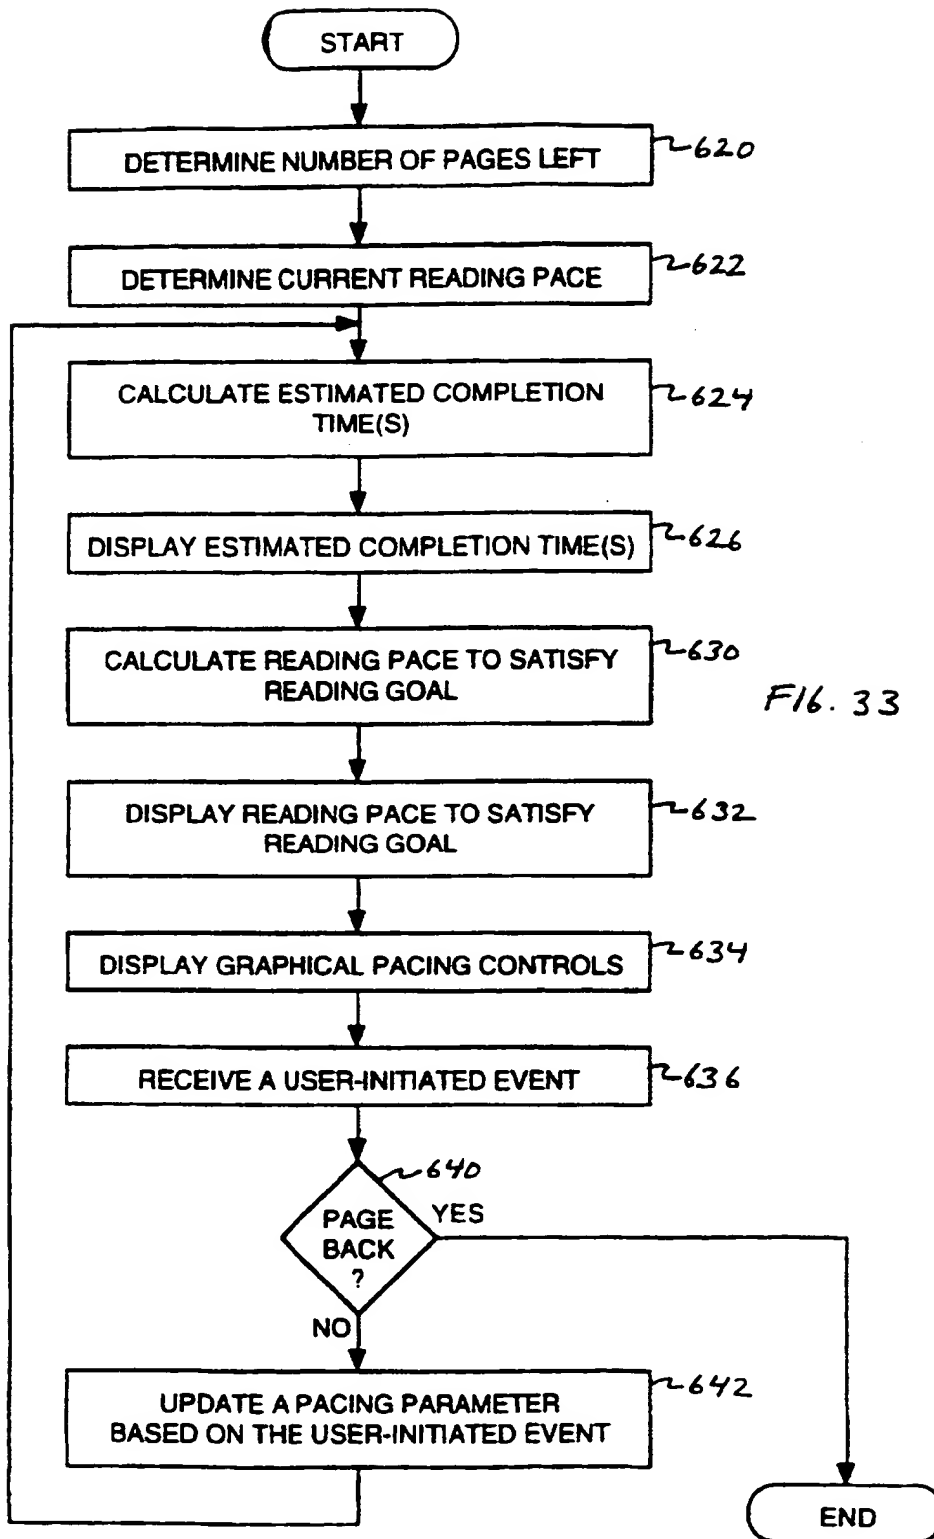 START
DETERMINE NUMBER OF PAGES LEFT
620
DETERMINE CURRENT READING PACE
622
CALCULATE ESTIMATED COMPLETION
TIME(S)
624
DISPLAY ESTIMATED COMPLETION TIME(S)
626
CALCULATE READING PACE TO SATISFY
READING GOAL
630
FIG. 33
DISPLAY READING PACE TO SATISFY
READING GOAL
632
DISPLAY GRAPHICAL PACING CONTROLS
634
RECEIVE A USER-INITIATED EVENT
636
640
PAGE
BACK
?
YES
NO
UPDATE A PACING PARAMETER
BASED ON THE USER-INITIATED EVENT
642
END